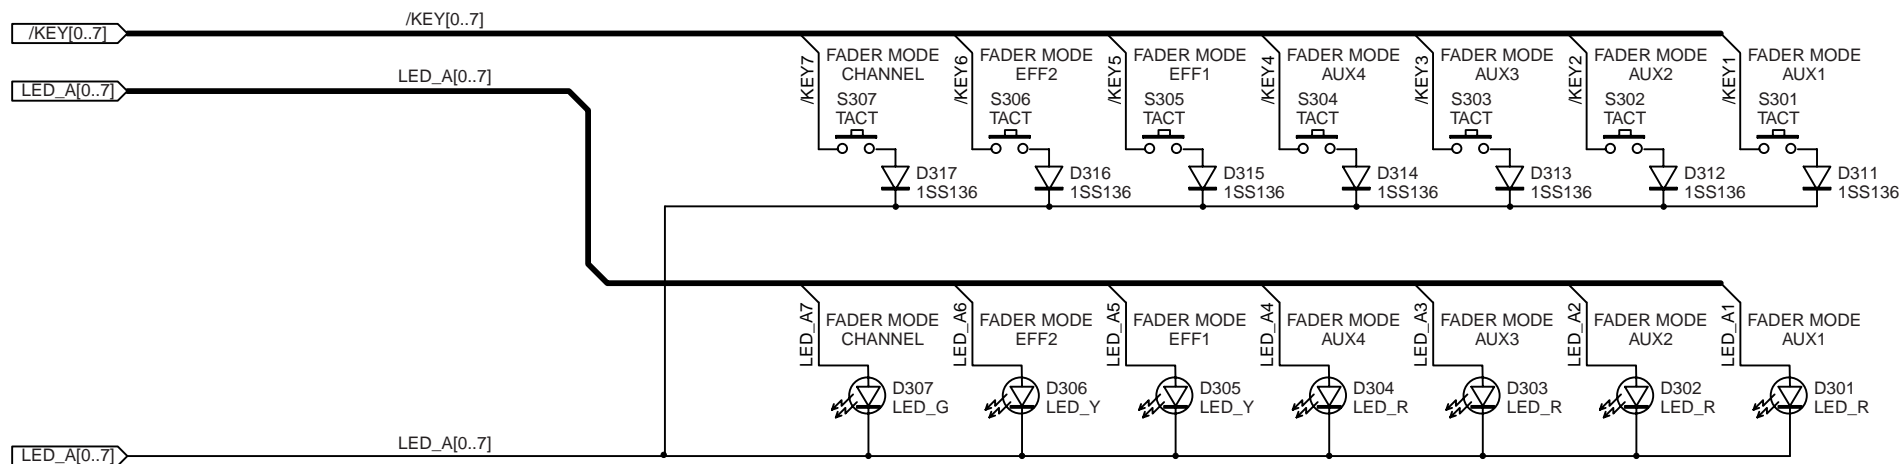 /KEY[0..7]
/KEY[0..7]
LED_A[0..7]
LED_A[0..7]
/KEY7
FADER MODE
CHANNEL
S307
TACT
D317
1SS136
/KEY6
FADER MODE
EFF2
S306
TACT
D316
1SS136
/KEY5
FADER MODE
EFF1
S305
TACT
D315
1SS136
/KEY4
FADER MODE
AUX4
S304
TACT
D314
1SS136
/KEY3
FADER MODE
AUX3
S303
TACT
D313
1SS136
/KEY2
FADER MODE
AUX2
S302
TACT
D312
1SS136
/KEY1
FADER MODE
AUX1
S301
TACT
D311
1SS136
LED_A7
FADER MODE
CHANNEL
D307
LED_G
LED_A6
FADER MODE
EFF2
D306
LED_Y
LED_A5
FADER MODE
EFF1
D305
LED_Y
LED_A4
FADER MODE
AUX4
D304
LED_R
LED_A3
FADER MODE
AUX3
D303
LED_R
LED_A2
FADER MODE
AUX2
D302
LED_R
LED_A1
FADER MODE
AUX1
D301
LED_R
LED_A[0..7]
LED_A[0..7]